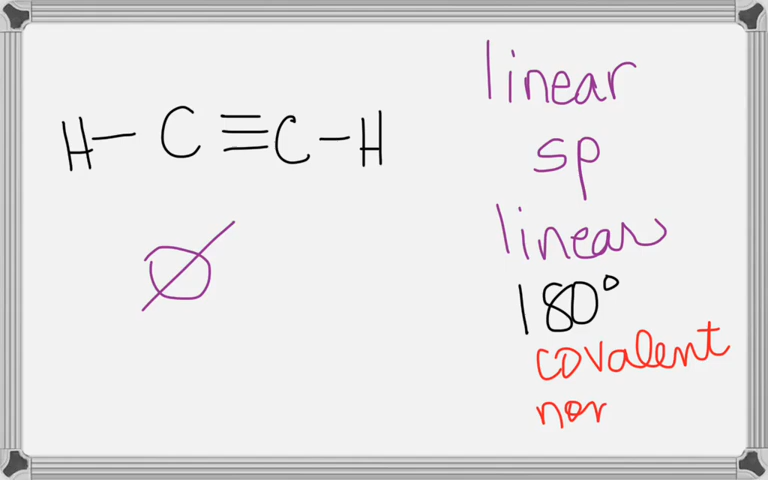 H-C≡C-H
linear
sp
linear
180°
covalent
nor